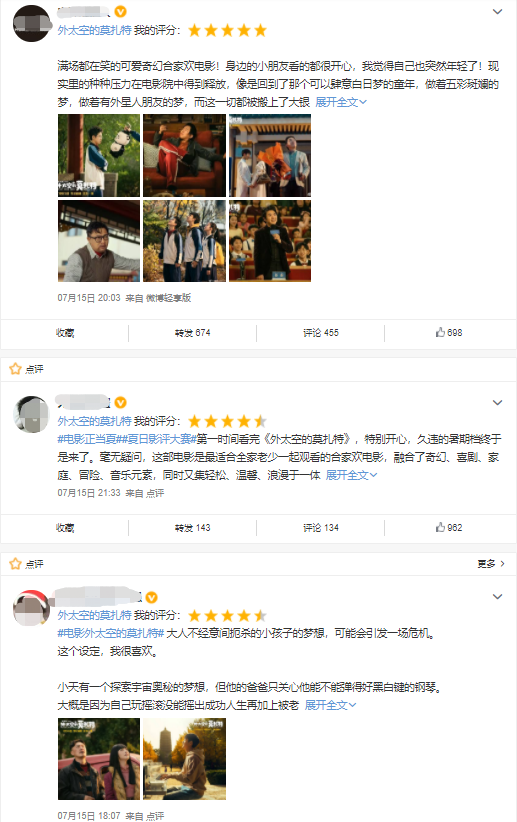 外太空的莫扎特 我的评分：
满场都在笑的可爱奇幻合家欢电影！身边的小朋友看的都很开心，我觉得自己也突然年轻了！现
实里的种种压力在电影院中得到释放，像是回到了那个可以肆意白日梦的童年，做着五彩斑斓的
梦，做着有外星人朋友的梦，而这一切都被搬上了大银 展开全文
07月15日 20:03 来自 微博轻享版
收藏 转发 674 评论 455 698
点评
外太空的莫扎特 我的评分：
#电影正当夏##夏日影评大赛#第一时间看完《外太空的莫扎特》，特别开心，久违的暑期档终于
是来了。毫无疑问，这部电影是最适合全家老少一起观看的合家欢电影，融合了奇幻、喜剧、家
庭、冒险、音乐元素，同时又集轻松、温馨、浪漫于一体 展开全文
07月15日 21:33 来自 点评
收藏 转发 143 评论 134 962
点评 更多
外太空的莫扎特 我的评分：
#电影外太空的莫扎特# 大人不经意间扼杀的小孩子的梦想，可能会引发一场危机。
这个设定，我很喜欢。
小天有一个探索宇宙奥秘的梦想，但他的爸爸只关心他能不能弹得好黑白键的钢琴。
大概是因为自己玩摇滚没能摇出成功人生再加上被老 展开全文
07月15日 18:07 来自 点评